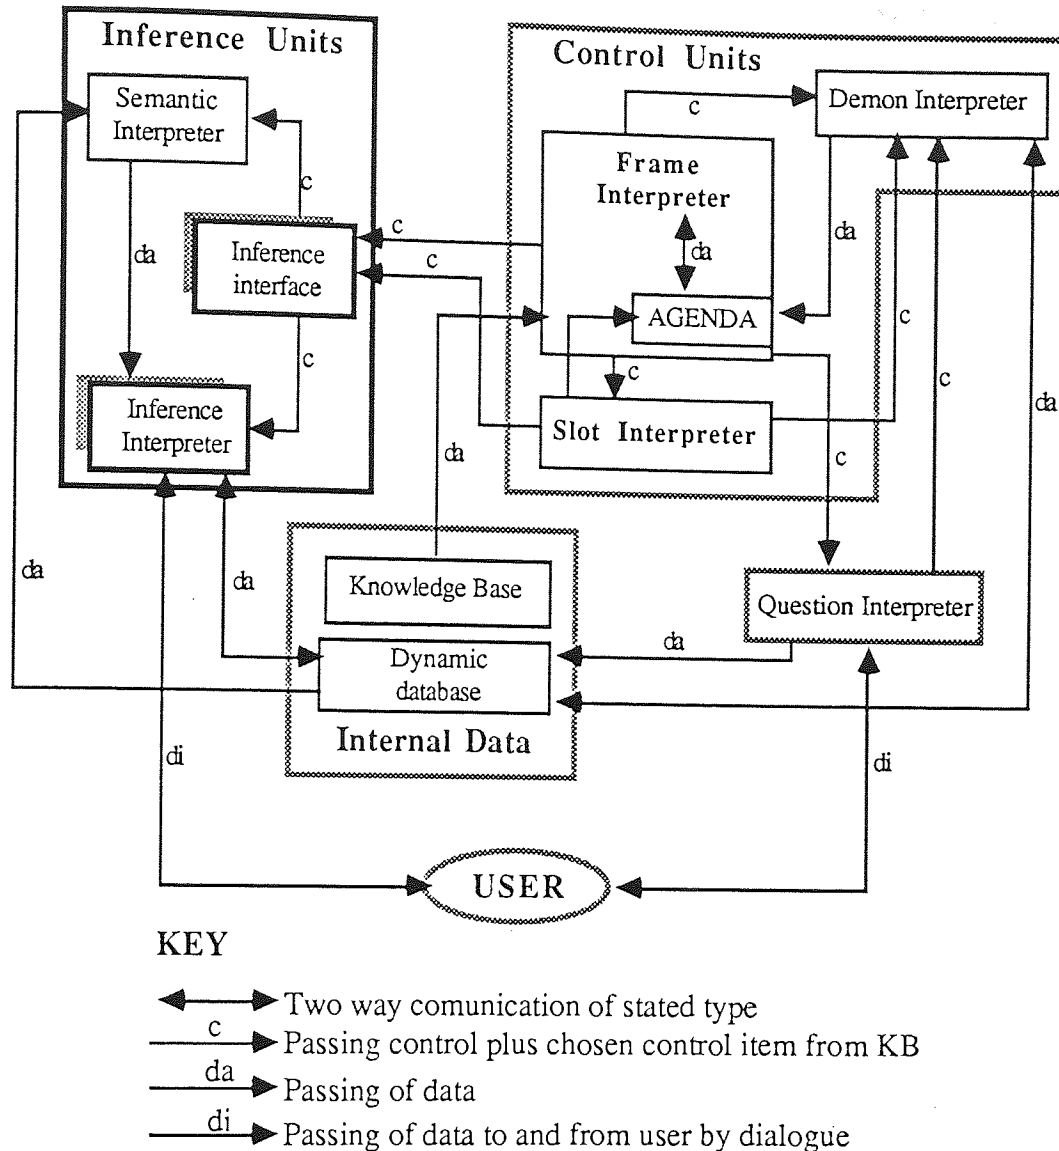 Inference Units
Semantic
Interpreter
c
da
Inference
interface
c
Inference
Interpreter
Control Units
c
Demon Interpreter
Frame
Interpreter
da
AGENDA
da
c
c
c
Slot Interpreter
c
c
c
da
da
da
da
Knowledge Base
Dynamic
database
Internal Data
da
Question Interpreter
di
di
USER
KEY
Two way comunication of stated type
c
Passing control plus chosen control item from KB
da
Passing of data
di
Passing of data to and from user by dialogue